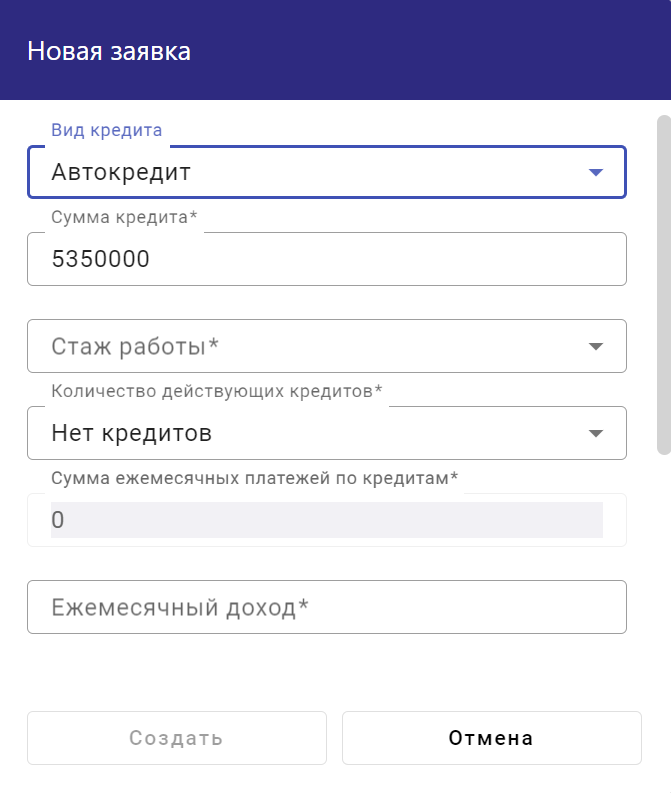 Новая заявка
Вид кредита
Автокредит
Сумма кредита*
5350000
Стаж работы*
Количество действующих кредитов*
Нет кредитов
Сумма ежемесячных платежей по кредитам*
0
Ежемесячный доход*
Создать
Отмена